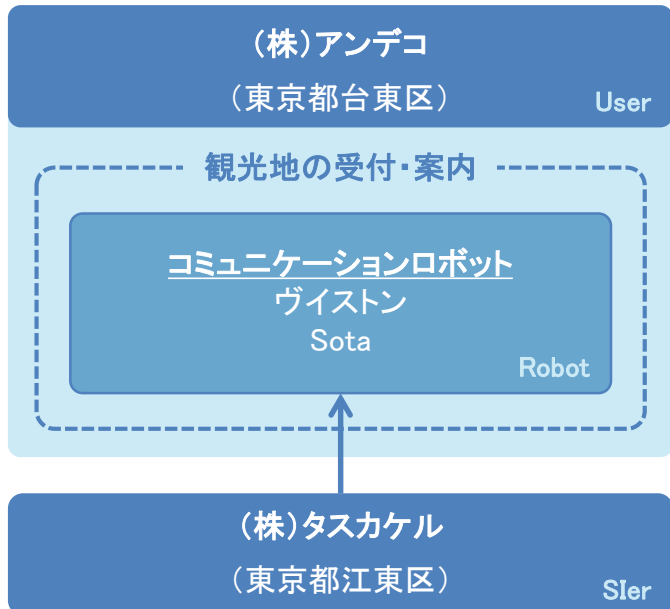 (株)アンデコ
(東京都台東区)
User
観光地の受付・案内
コミュニケーションロボット
ヴイストン
Sota
Robot
(株)タスカケル
(東京都江東区)
SIer